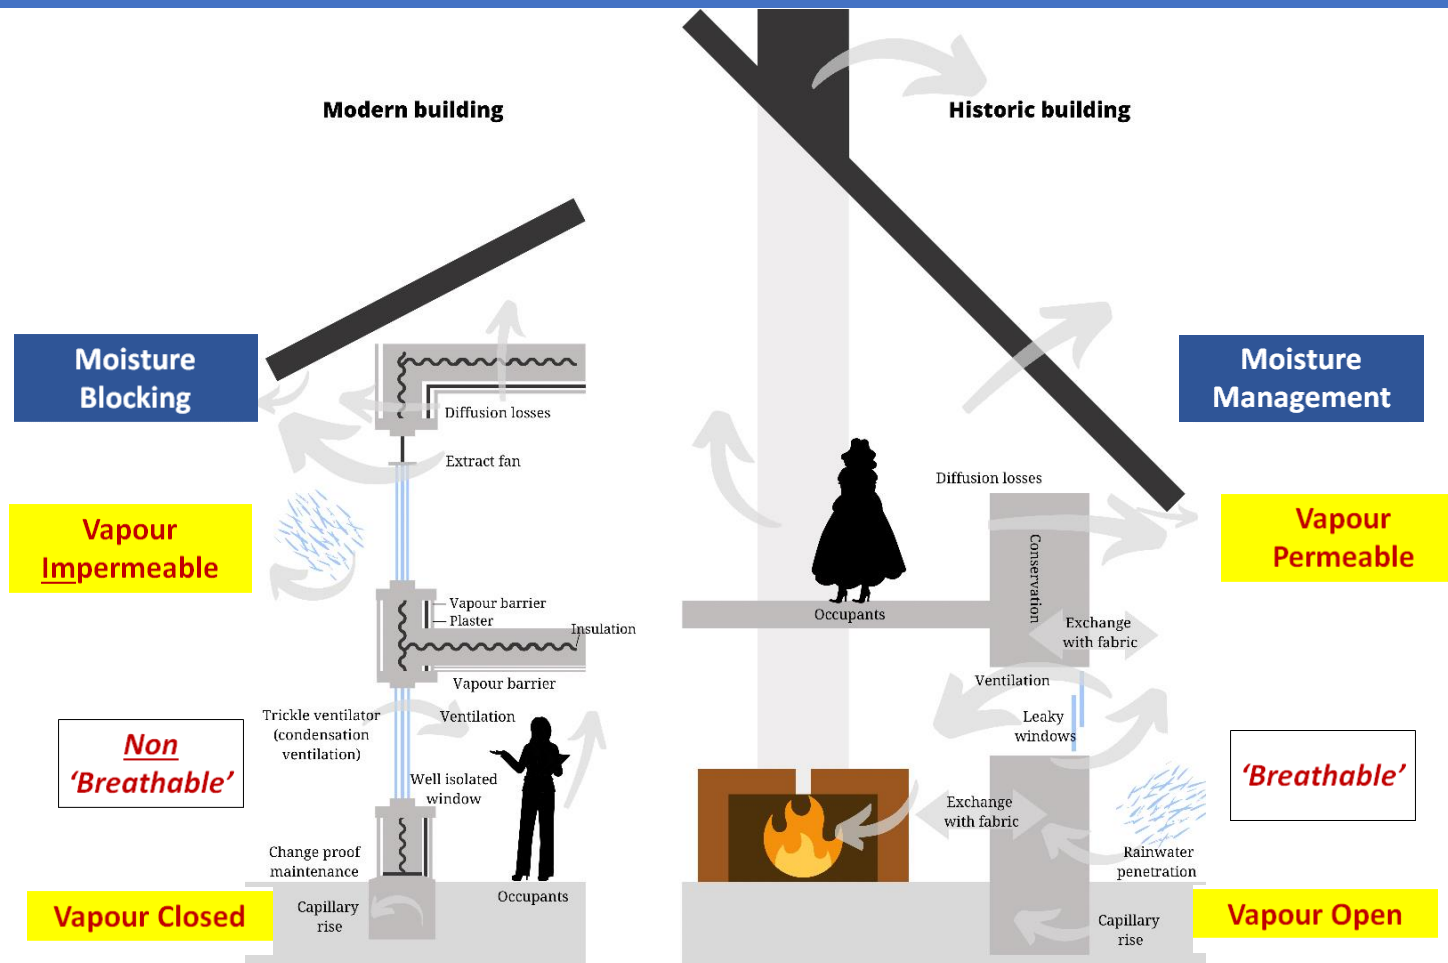 Modern building
Historic building
Moisture
Blocking
Vapour
Impermeable
Non
‘Breathable’
Vapour Closed
Diffusion losses
Extract fan
Vapour barrier
Plaster
Insulation
Vapour barrier
Trickle ventilator
(condensation
ventilation)
Ventilation
Well isolated
window
Change proof
maintenance
Occupants
Capillary
rise
Moisture
Management
Vapour
Permeable
‘Breathable’
Vapour Open
Diffusion losses
Conservation
Occupants
Exchange
with fabric
Ventilation
Leaky
windows
Exchange
with fabric
Rainwater
penetration
Capillary
rise